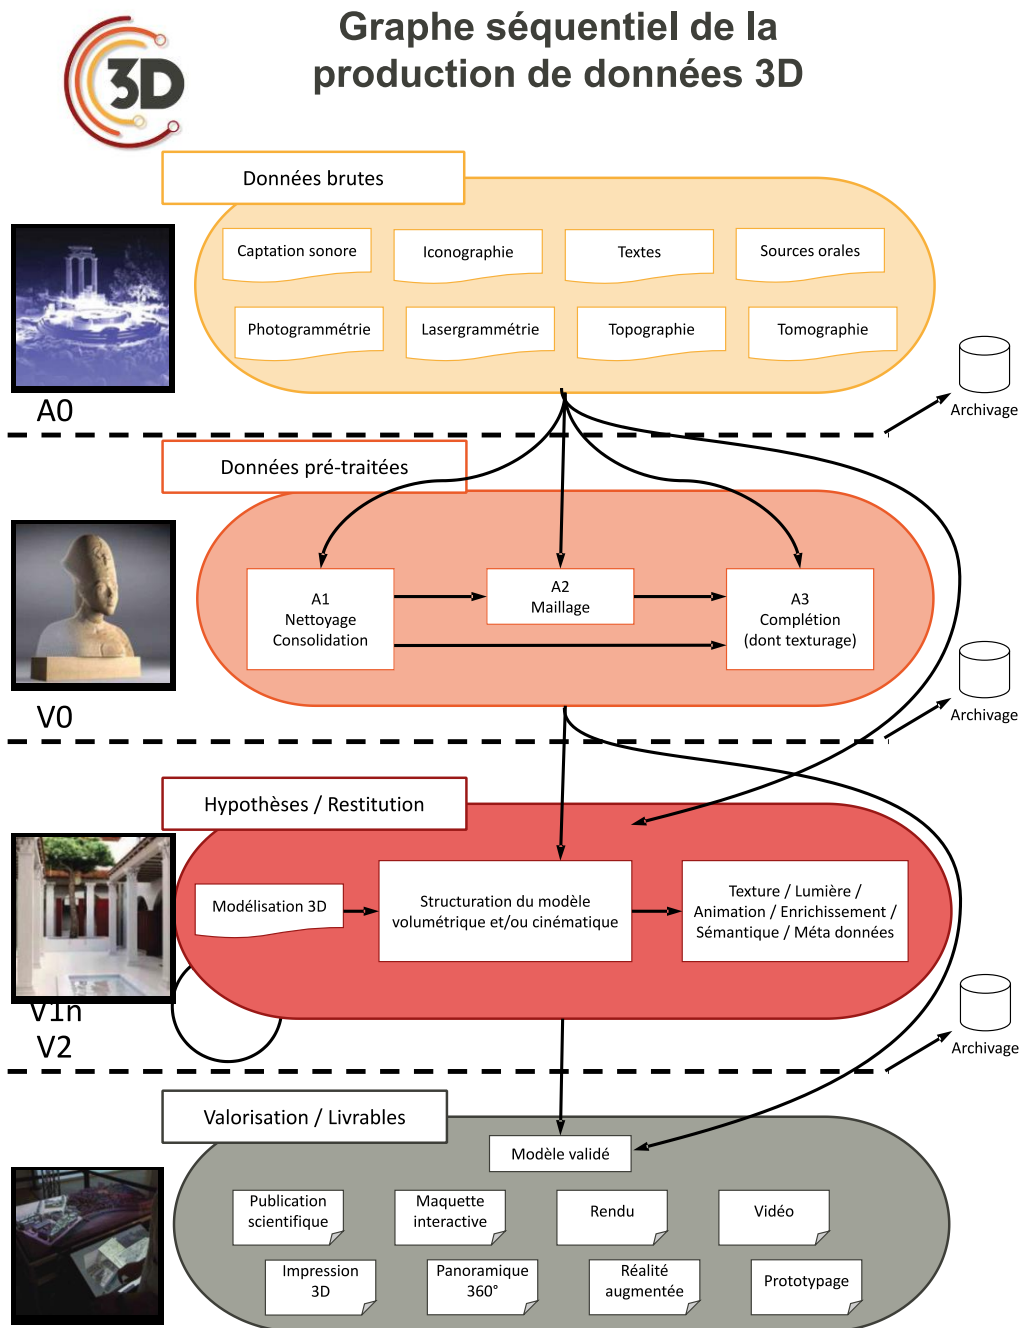 Graphe séquentiel de la
production de données 3D
3D
Données brutes
Captation sonore
Iconographie
Textes
Sources orales
Photogrammétrie
Lasergrammétrie
Topographie
Tomographie
Archivage
A0
Données pré-traitées
A1
Nettoyage
Consolidation
A2
Maillage
A3
Complétion
(dont texturage)
Archivage
V0
Hypothèses / Restitution
Modélisation 3D
Structuration du modèle
volumétrique et/ou cinématique
Texture / Lumière /
Animation / Enrichissement /
Sémantique / Méta données
V1n
V2
Archivage
Valorisation / Livrables
Modèle validé
Publication
scientifique
Maquette
interactive
Rendu
Vidéo
Impression
3D
Panoramique
360°
Réalité
augmentée
Prototypage